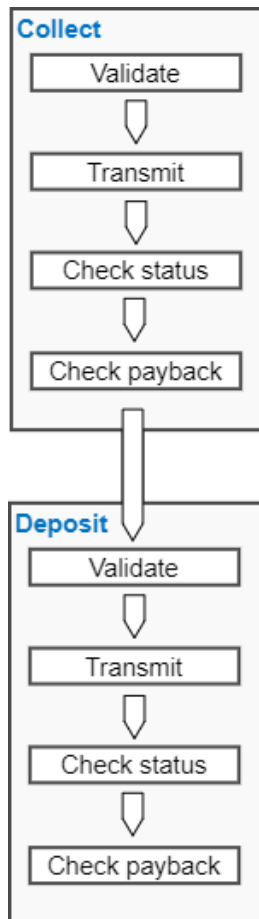 Collect
Validate
Transmit
Check status
Check payback
Deposit
Validate
Transmit
Check status
Check payback